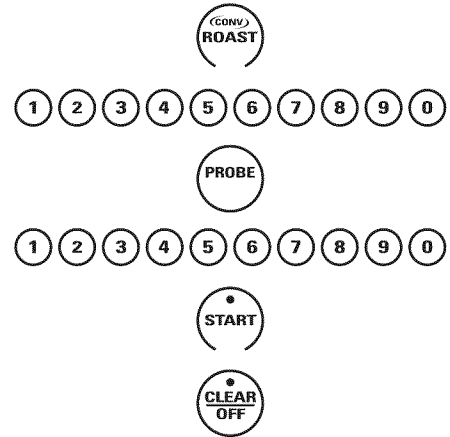 (CONV)
ROAST
1 2 3 4 5 6 7 8 9 0
PROBE
1 2 3 4 5 6 7 8 9 0
START
CLEAR
OFF